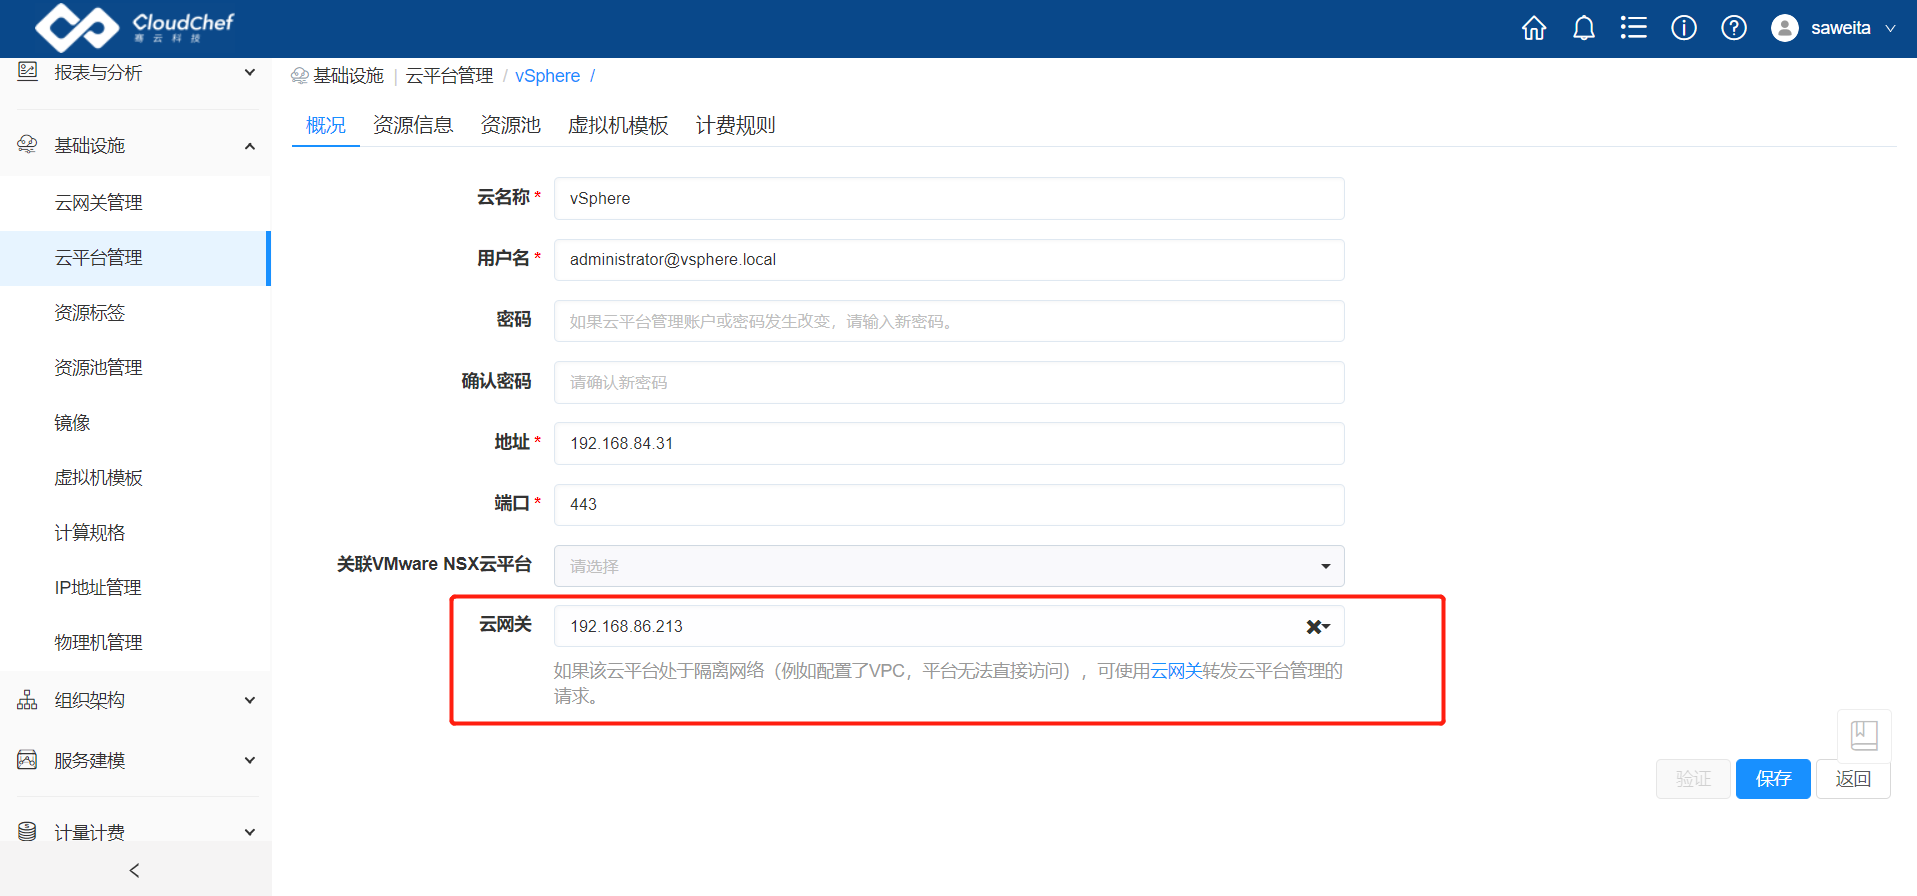 CloudChef
骞云科技
saweita
报表与分析
基础设施
云网关管理
云平台管理
资源标签
资源池管理
镜像
虚拟机模板
计算规格
IP地址管理
物理机管理
组织架构
服务建模
计量计费
基础设施 | 云平台管理 / vSphere /
概况 资源信息 资源池 虚拟机模板 计费规则
云名称 * vSphere
用户名 * administrator@vsphere.local
密码 如果云平台管理账户或密码发生改变，请输入新密码。
确认密码 请确认新密码
地址 * 192.168.84.31
端口 * 443
关联VMware NSX云平台 请选择
云网关 192.168.86.213
如果该云平台处于隔离网络（例如配置了VPC，平台无法直接访问），可使用云网关转发云平台管理的
请求。
验证 保存 返回